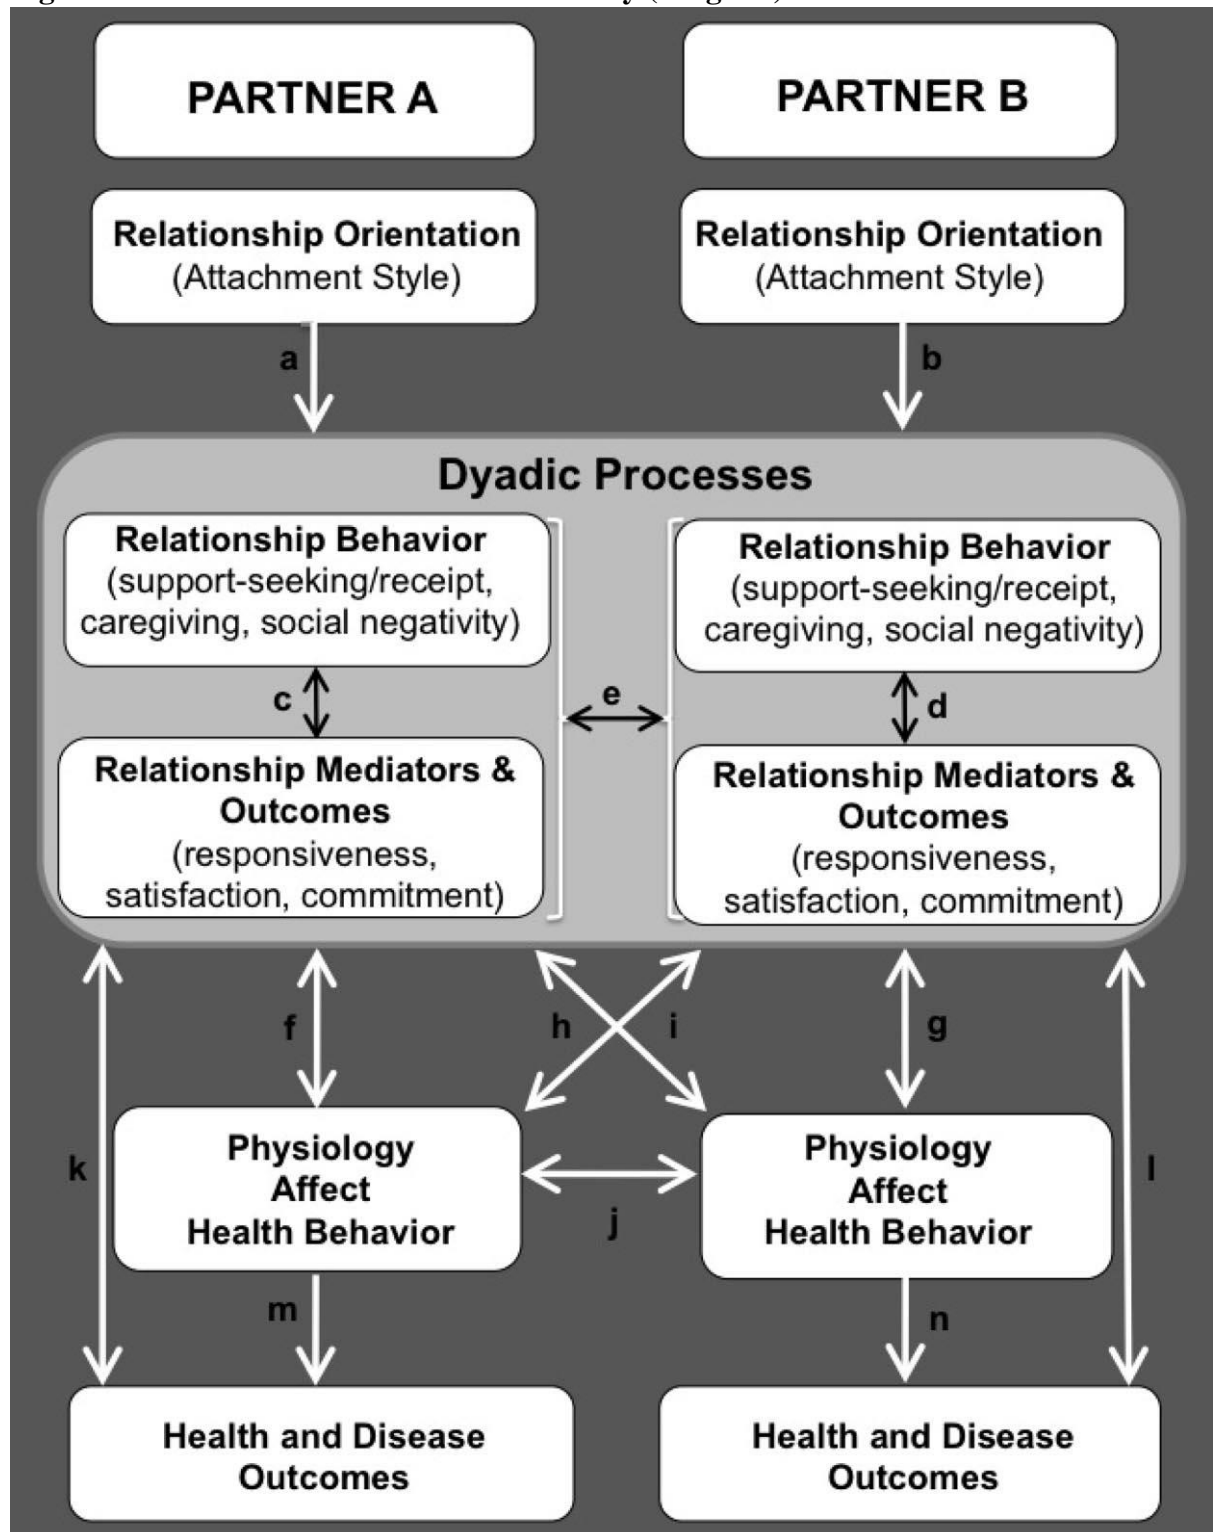 PARTNER A
PARTNER B
Relationship Orientation
(Attachment Style)
Relationship Orientation
(Attachment Style)
a
b
Dyadic Processes
Relationship Behavior
(support-seeking/receipt,
caregiving, social negativity)
Relationship Behavior
(support-seeking/receipt,
caregiving, social negativity)
c
e
d
Relationship Mediators &
Outcomes
(responsiveness,
satisfaction, commitment)
Relationship Mediators &
Outcomes
(responsiveness,
satisfaction, commitment)
f
h
i
g
k
Physiology
Affect
Health Behavior
j
Physiology
Affect
Health Behavior
l
m
n
Health and Disease
Outcomes
Health and Disease
Outcomes